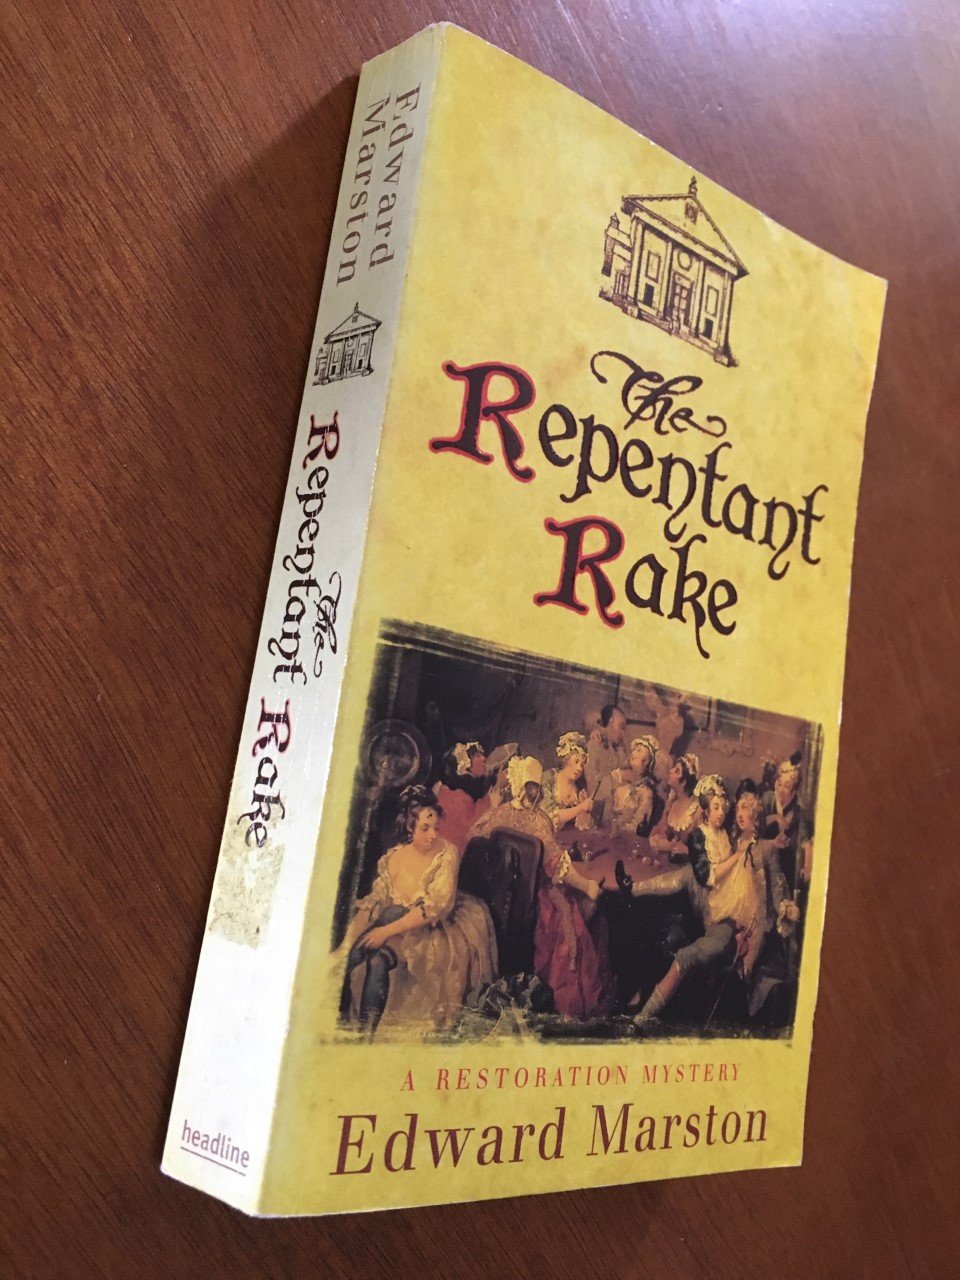 Edward
Marston
The
Repentant Rake
headline
The
Repentant
Rake
A RESTORATION MYSTERY
Edward Marston